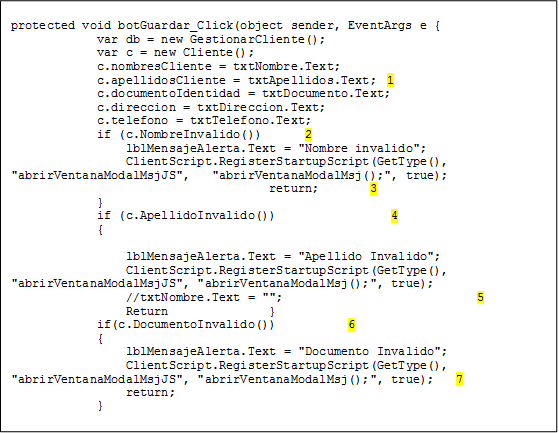 protected void botGuardar_Click(object sender, EventArgs e {
var db = new GestionarCliente();
var c = new Cliente();
c.nombresCliente = txtNombre.Text;
c.apellidosCliente = txtApellidos.Text; 1
c.documentoIdentidad = txtDocumento.Text;
c.direccion = txtDireccion.Text;
c.telefono = txtTelefono.Text;
if (c.NombreInvalido()) 2
lblMensajeAlerta.Text = "Nombre invalido";
ClientScript.RegisterStartupScript(GetType(),
"abrirVentanaModalMsjJS", "abrirVentanaModalMsj();", true);
return; 3
}
if (c.ApellidoInvalido()) 4
{
lblMensajeAlerta.Text = "Apellido Invalido";
ClientScript.RegisterStartupScript(GetType(),
"abrirVentanaModalMsjJS", "abrirVentanaModalMsj();", true);
//txtNombre.Text = ""; 5
Return }
if(c.DocumentoInvalido()) 6
{
lblMensajeAlerta.Text = "Documento Invalido";
ClientScript.RegisterStartupScript(GetType(),
"abrirVentanaModalMsjJS", "abrirVentanaModalMsj();", true); 7
return;
}